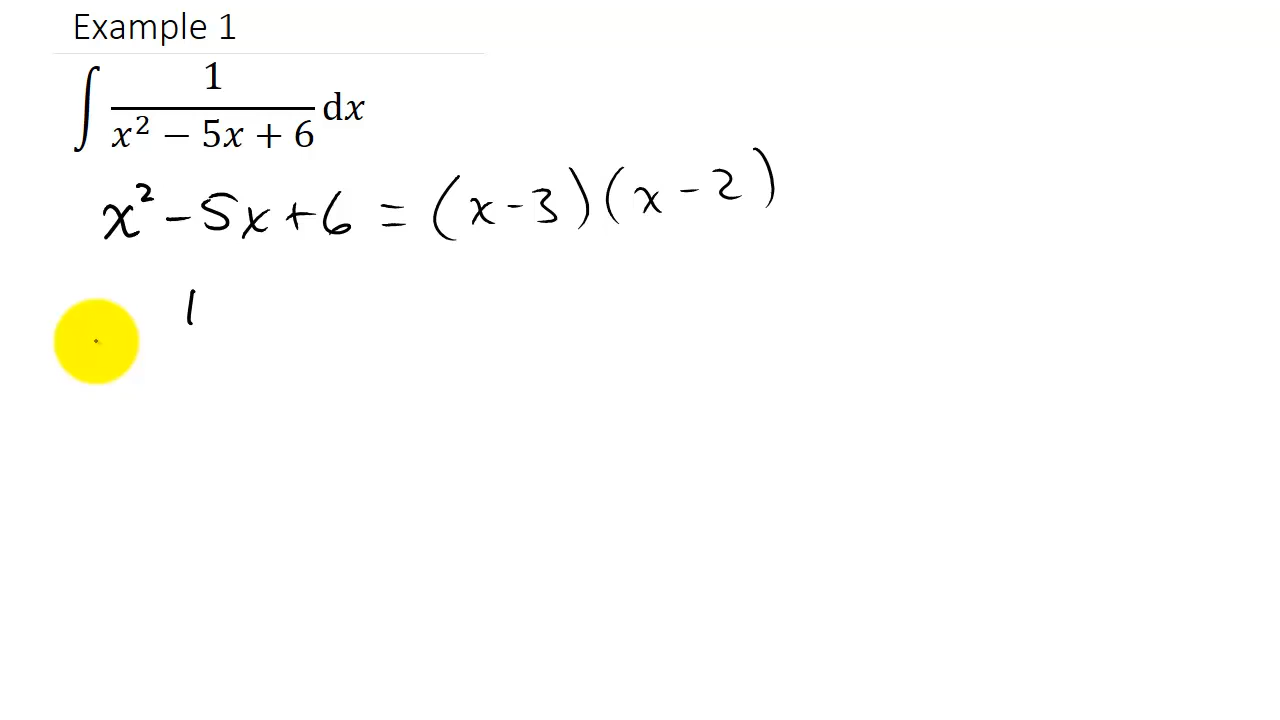 Example 1
∫ 1/(x² − 5x + 6) dx
x² - 5x + 6 = (x - 3)(x - 2)
1